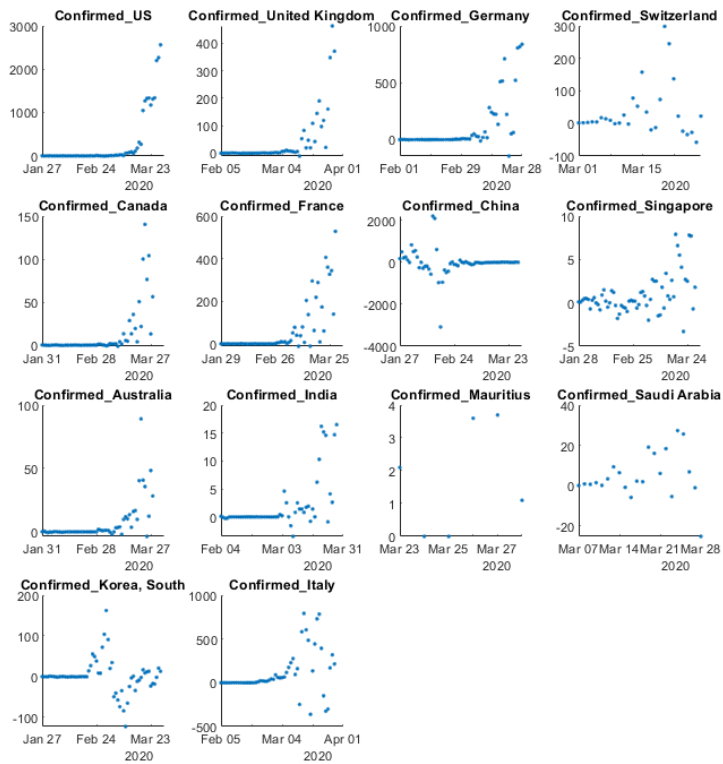 Confirmed_US
3000
2000
1000
0
Jan 27 Feb 24 Mar 23
2020
Confirmed_United Kingdom
400
300
200
100
0
Feb 05 Mar 04 Apr 01
2020
Confirmed_Germany
1000
500
0
Feb 01 Feb 29 Mar 28
2020
Confirmed_Switzerland
300
200
100
0
-100
Mar 01 Mar 15
2020
Confirmed_Canada
150
100
50
0
Jan 31 Feb 28 Mar 27
2020
Confirmed_France
600
400
200
0
Jan 29 Feb 26 Mar 25
2020
Confirmed_China
2000
0
-2000
-4000
Jan 27 Feb 24 Mar 23
2020
Confirmed_Singapore
10
5
0
-5
Jan 28 Feb 25 Mar 24
2020
Confirmed_Australia
100
50
0
Jan 31 Feb 28 Mar 27
2020
Confirmed_India
20
15
10
5
0
Feb 04 Mar 03 Mar 31
2020
Confirmed_Mauritius
4
3
2
1
0
Mar 23 Mar 25 Mar 27
2020
Confirmed_Saudi Arabia
40
20
0
-20
Mar 07 Mar 14 Mar 21 Mar 28
2020
Confirmed_Korea, South
200
100
0
-100
Jan 27 Feb 24 Mar 23
2020
Confirmed_Italy
1000
500
0
-500
Feb 05 Mar 04 Apr 01
2020